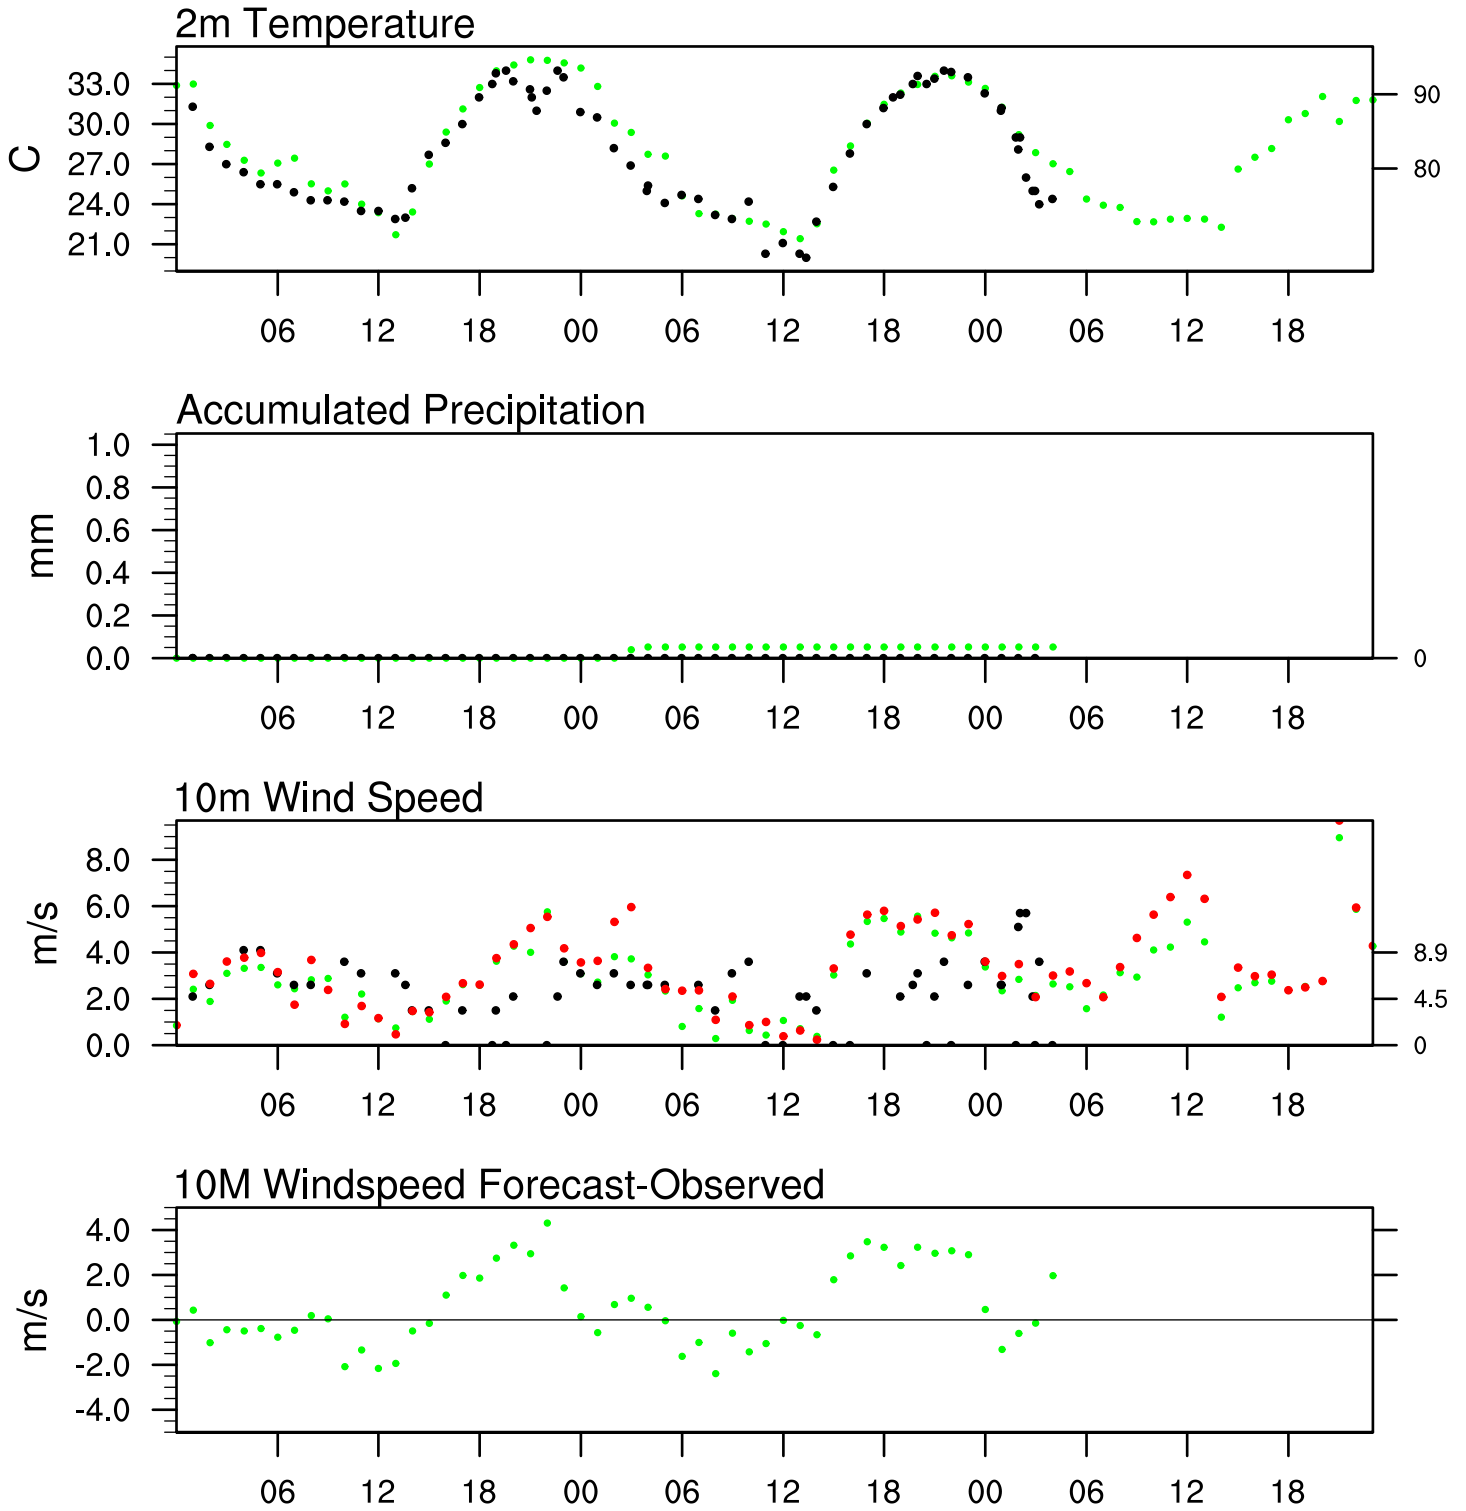 2m Temperature
C
33.0
30.0
27.0
24.0
21.0
90
80
06 12 18 00 06 12 18 00 06 12 18
Accumulated Precipitation
mm
1.0
0.8
0.6
0.4
0.2
0.0
0
06 12 18 00 06 12 18 00 06 12 18
10m Wind Speed
m/s
8.0
6.0
4.0
2.0
0.0
8.9
4.5
0
06 12 18 00 06 12 18 00 06 12 18
10M Windspeed Forecast-Observed
m/s
4.0
2.0
0.0
-2.0
-4.0
06 12 18 00 06 12 18 00 06 12 18